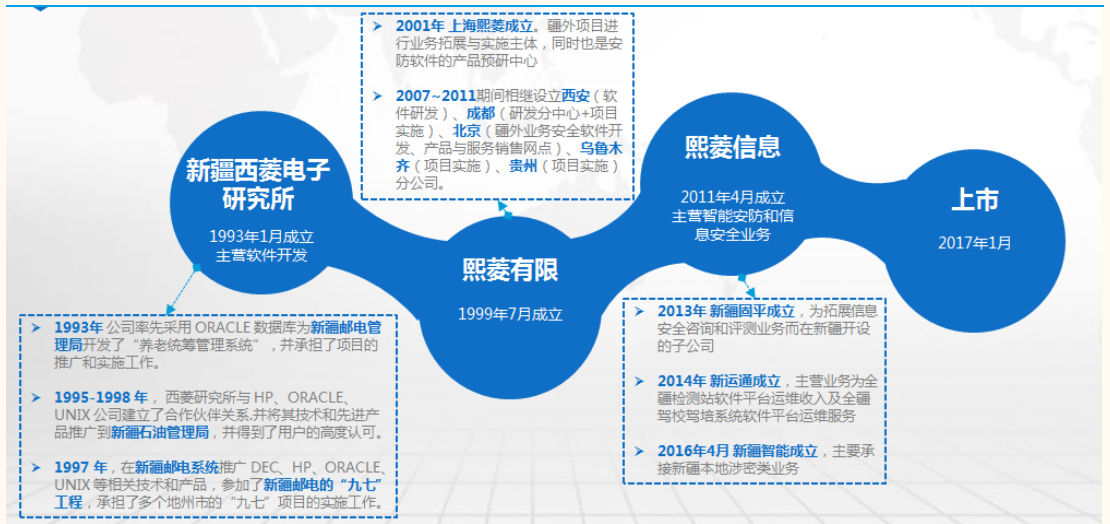 新疆西菱电子
研究所
1993年1月成立
主营软件开发
➤ 1993年 公司率先采用 ORACLE 数据库为新疆邮电管
理局开发了“养老统筹管理系统”,并承担了项目的
推广和实施工作。
➤ 1995-1998 年, 西菱研究所与 HP、ORACLE、
UNIX 公司建立了合作伙伴关系.并将其技术和先进产
品推广到新疆石油管理局,并得到了用户的高度认可。
➤ 1997 年,在新疆邮电系统推广 DEC、HP、ORACLE、
UNIX 等相关技术和产品,参加了新疆邮电的“九七”
工程,承担了多个地州市的“九七”项目的实施工作。
➤ 2001年 上海熙菱成立。疆外项目进
行业务拓展与实施主体,同时也是安
防软件的产品预研中心
➤ 2007~2011期间相继设立西安(软
件研发)、成都(研发分中心+项目
实施)、北京(疆外业务安全软件开
发、产品与服务销售网点)、乌鲁木
齐(项目实施)、贵州(项目实施)
分公司。
熙菱有限
1999年7月成立
熙菱信息
2011年4月成立
主营智能安防和信
息安全业务
➤ 2013年 新疆固平成立,为拓展信息
安全咨询和评测业务而在新疆开设
的子公司
➤ 2014年 新运通成立,主营业务为全
疆检测站软件平台运维收入及全疆
驾校驾培系统软件平台运维服务
➤ 2016年4月 新疆智能成立,主要承
接新疆本地涉密类业务
上市
2017年1月